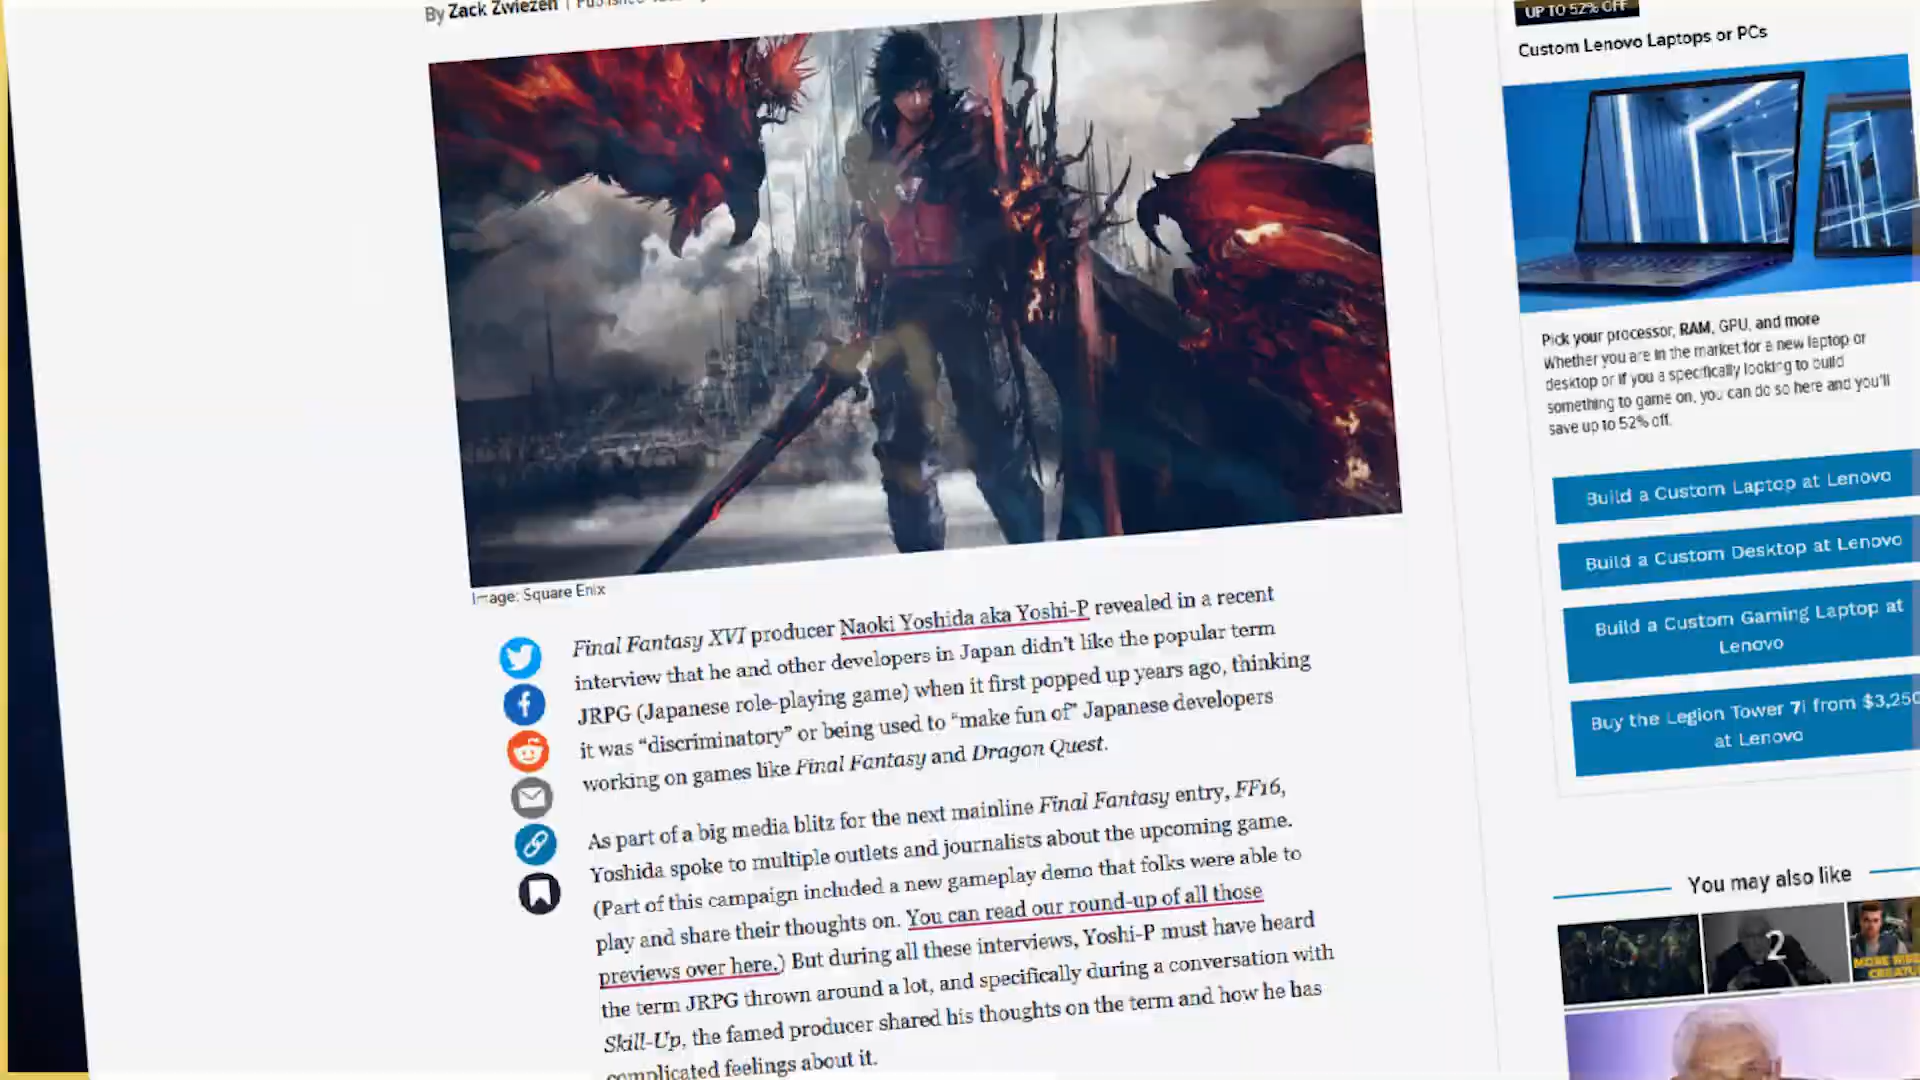 By Zack Zwiezen
UP TO 52% OFF
Custom Lenovo Laptops or PCs
Pick your processor, RAM, GPU, and more
Whether you are in the market for a new laptop or
desktop or if you a specifically looking to build
something to game on, you can do so here and you'll
save up to 52% off.
Build a Custom Laptop at Lenovo
Build a Custom Desktop at Lenovo
Build a Custom Gaming Laptop at
Lenovo
Buy the Legion Tower 7i from $3,250
at Lenovo
You may also like
2
Image: Square Enix
Final Fantasy XVI producer Naoki Yoshida aka Yoshi-P revealed in a recent
interview that he and other developers in Japan didn't like the popular term
JRPG (Japanese role-playing game) when it first popped up years ago, thinking
it was “discriminatory” or being used to “make fun of” Japanese developers
working on games like Final Fantasy and Dragon Quest.
As part of a big media blitz for the next mainline Final Fantasy entry, FF16,
Yoshida spoke to multiple outlets and journalists about the upcoming game.
(Part of this campaign included a new gameplay demo that folks were able to
play and share their thoughts on. You can read our round-up of all those
previews over here.) But during all these interviews, Yoshi-P must have heard
the term JRPG thrown around a lot, and specifically during a conversation with
Skill-Up, the famed producer shared his thoughts on the term and how he has
complicated feelings about it.